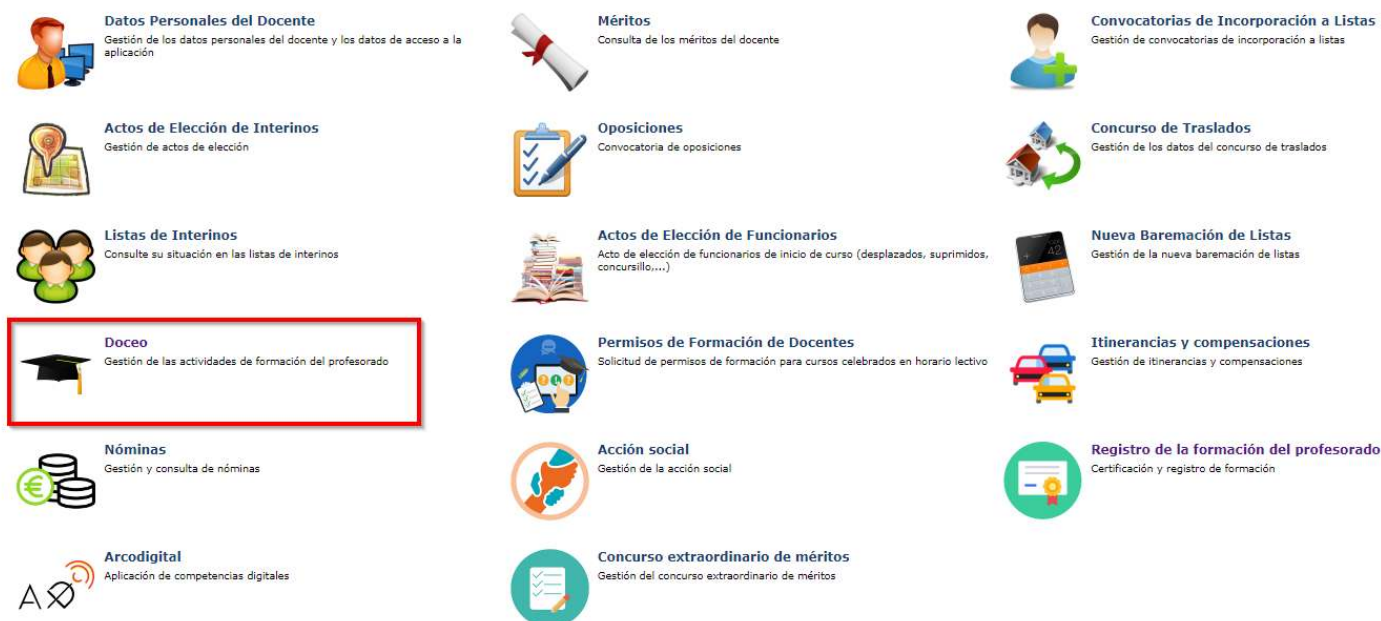 Datos Personales del Docente
Gestión de los datos personales del docente y los datos de acceso a la
aplicación
Méritos
Consulta de los méritos del docente
Convocatorias de Incorporación a Listas
Gestión de convocatorias de incorporación a listas
Actos de Elección de Interinos
Gestión de actos de elección
Oposiciones
Convocatoria de oposiciones
Concurso de Traslados
Gestión de los datos del concurso de traslados
Listas de Interinos
Consulte su situación en las listas de interinos
Actos de Elección de Funcionarios
Acto de elección de funcionarios de inicio de curso (desplazados, suprimidos,
concursillo,...)
Nueva Baremación de Listas
Gestión de la nueva baremación de listas
42
Doceo
Gestión de las actividades de formación del profesorado
Permisos de Formación de Docentes
Solicitud de permisos de formación para cursos celebrados en horario lectivo
Itinerancias y compensaciones
Gestión de itinerancias y compensaciones
Nóminas
Gestión y consulta de nóminas
Acción social
Gestión de la acción social
Registro de la formación del profesorado
Certificación y registro de formación
Arcodigital
Aplicación de competencias digitales
Concurso extraordinario de méritos
Gestión del concurso extraordinario de méritos